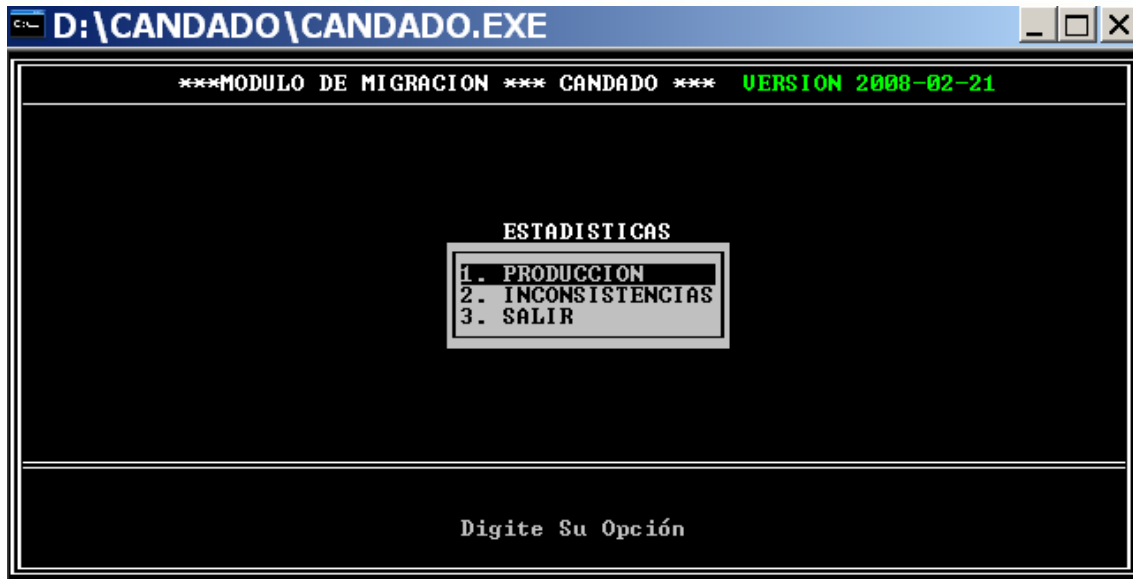 D:\CANDADO\CANDADO.EXE
***MODULO DE MIGRACION *** CANDADO *** VERSION 2008-02-21
ESTADISTICAS
1. PRODUCCION
2. INCONSISTENCIAS
3. SALIR
Digite Su Opción